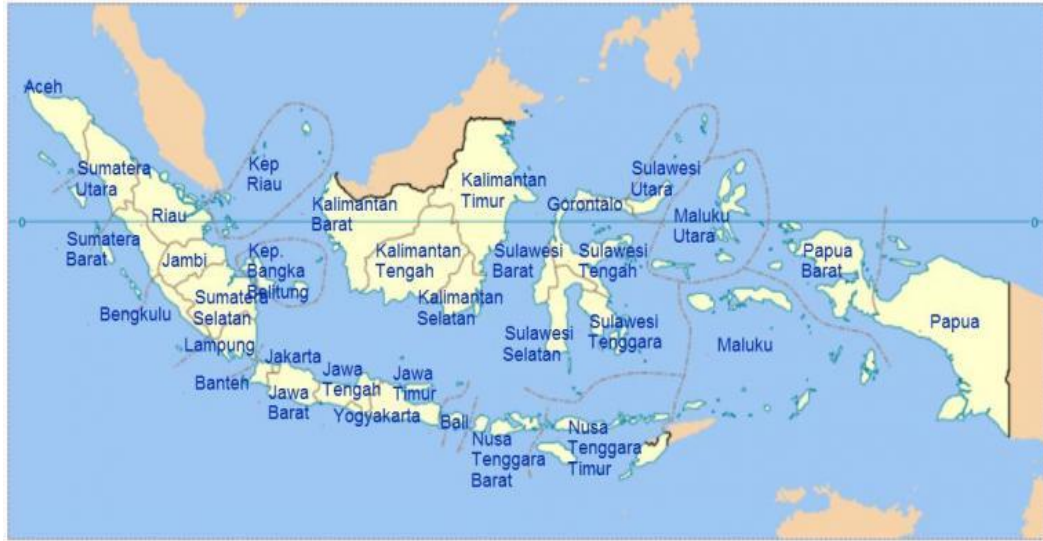 Aceh
Sumatera
Utara
Kep
Riau
Riau
Sumatera
Barat
Jambi
Kep.
Bangka
Belitung
Bengkulu
Sumatera
Selatan
Lampung
Jakarta
Banten
Jawa
Barat
Jawa
Tengah
Yogyakarta
Jawa
Timur
Bali
Nusa
Tenggara
Barat
Nusa
Tenggara
Timur
Kalimantan
Barat
Kalimantan
Tengah
Kalimantan
Timur
Kalimantan
Selatan
Gorontalo
Sulawesi
Utara
Sulawesi
Barat
Sulawesi
Tengah
Sulawesi
Selatan
Sulawesi
Tenggara
Maluku
Utara
Maluku
Papua
Barat
Papua
0
0